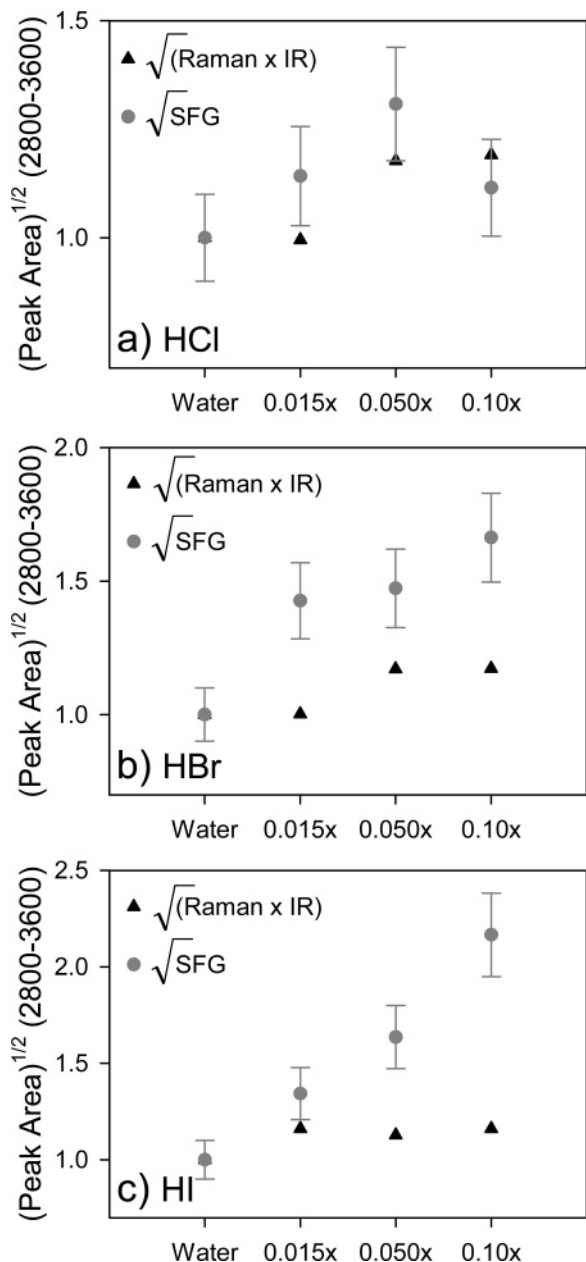 1.5
√(Raman x IR)
√SFG
1.0
(Peak Area)^1/2 (2800-3600)
a) HCl
Water 0.015x 0.050x 0.10x
2.0
√(Raman x IR)
√SFG
1.5
1.0
(Peak Area)^1/2 (2800-3600)
b) HBr
Water 0.015x 0.050x 0.10x
2.5
√(Raman x IR)
√SFG
2.0
1.5
1.0
(Peak Area)^1/2 (2800-3600)
c) HI
Water 0.015x 0.050x 0.10x